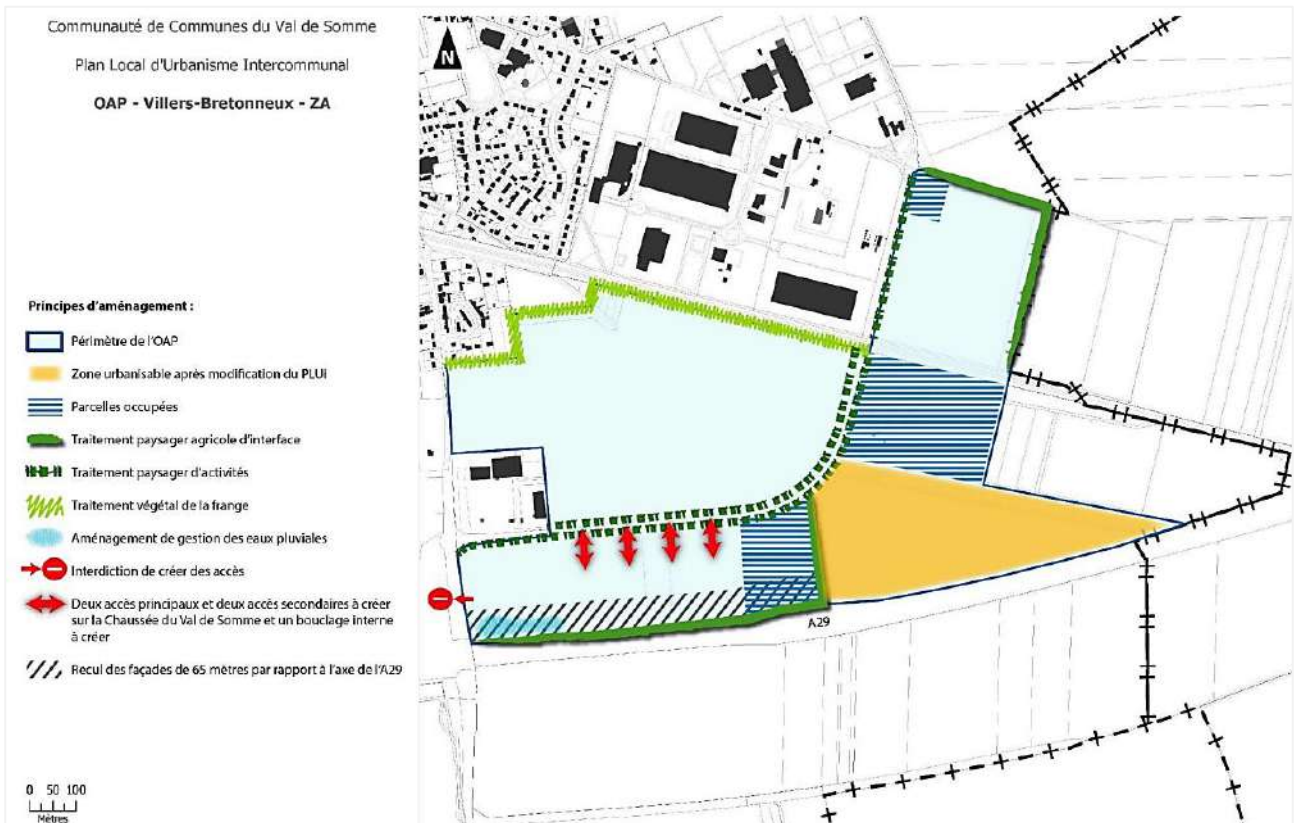 Communauté de Communes du Val de Somme
Plan Local d'Urbanisme Intercommunal
OAP - Villers-Bretonneux - ZA
N
Principes d'aménagement :
Périmètre de l'OAP
Zone urbanisable après modification du PLUi
Parcelles occupées
Traitement paysager agricole d'interface
Traitement paysager d'activités
Traitement végétal de la frange
Aménagement de gestion des eaux pluviales
Interdiction de créer des accès
Deux accès principaux et deux accès secondaires à créer
sur la Chaussée du Val de Somme et un bouclage interne
à créer
Recul des façades de 65 mètres par rapport à l'axe de l'A29
A29
0 50 100
Mètres